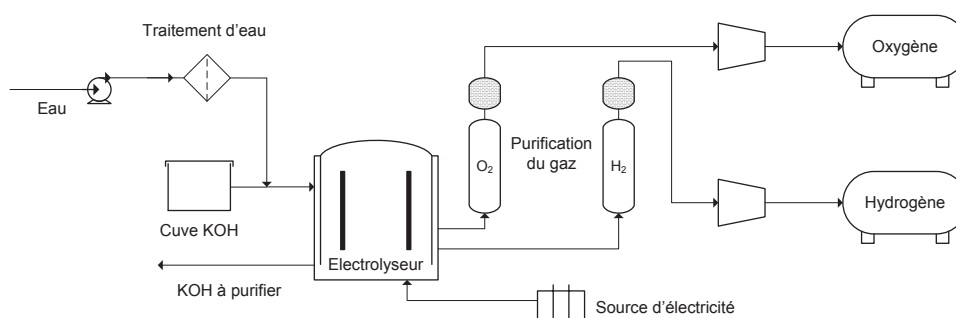 Traitement d'eau
Oxygène
Eau
Purification
du gaz
O₂
H₂
Cuve KOH
Hydrogène
Electrolyseur
KOH à purifier
Source d'électricité